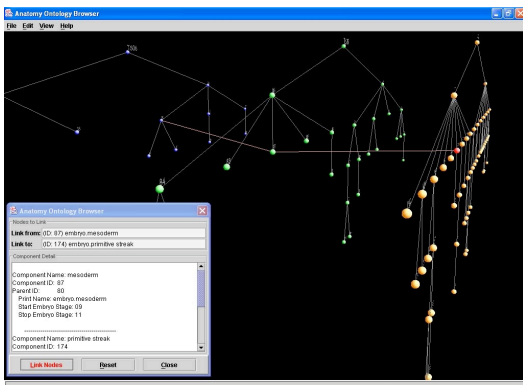 Anatomy Ontology Browser
File Edit View Help
Anatomy Ontology Browser
Nodes to Link
Link from: (ID: 87) embryo.mesoderm
Link to: (ID: 174) embryo.primitive streak
Component Detail
Component Name: mesoderm
Component ID: 87
Parent ID: 80
Print Name: embryo.mesoderm
Start Embryo Stage: 09
Stop Embryo Stage: 11
----------------------------------------
Component Name: primitive streak
Component ID: 174
Link Nodes Reset Close